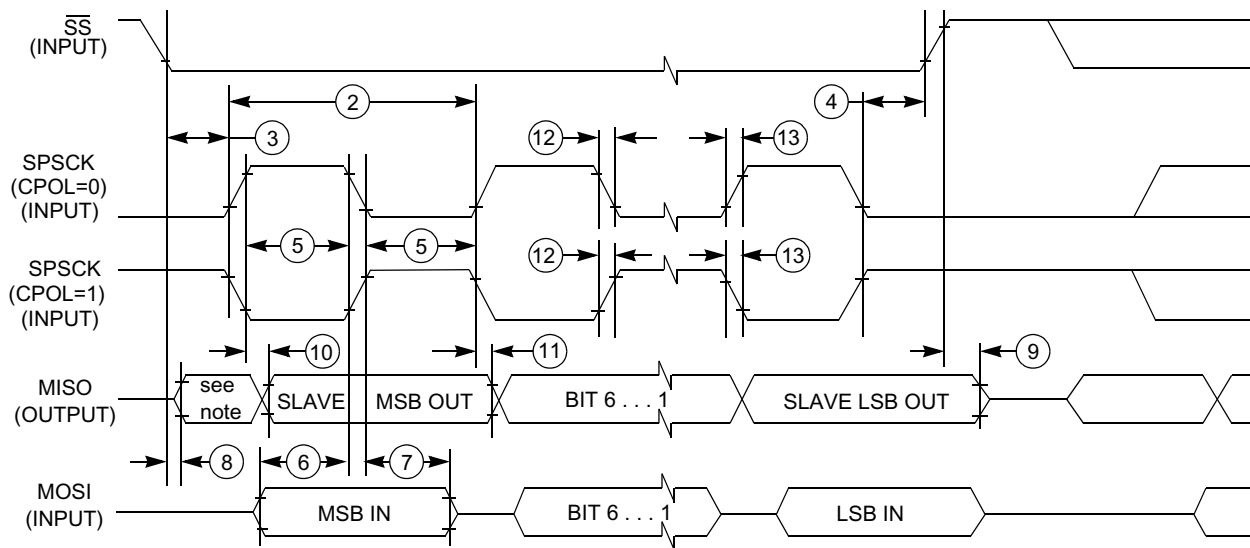 SS
(INPUT)
2
4
3
12
13
SPSCK
(CPOL=0)
(INPUT)
5
5
SPSCK
(CPOL=1)
(INPUT)
12
13
10
11
9
MISO
(OUTPUT)
see
note
SLAVE
MSB OUT
BIT 6 . . . 1
SLAVE LSB OUT
8
6
7
MOSI
(INPUT)
MSB IN
BIT 6 . . . 1
LSB IN